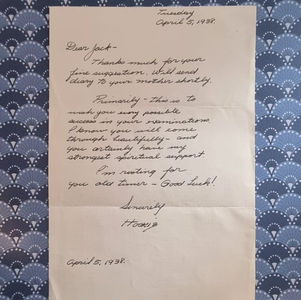 Tuesday
April 5, 1938.
Dear Jack-
Thanks much for your
fine suggestion. Will send
diary to your mother shortly.
Primarily - this is to
wish you every possible
success in your nominations.
I know you will come
through beautifully - and
you certainly have my
strongest spiritual support.
I'm rooting for
you old timer - Good Luck!
Sincerely
April 5, 1938.